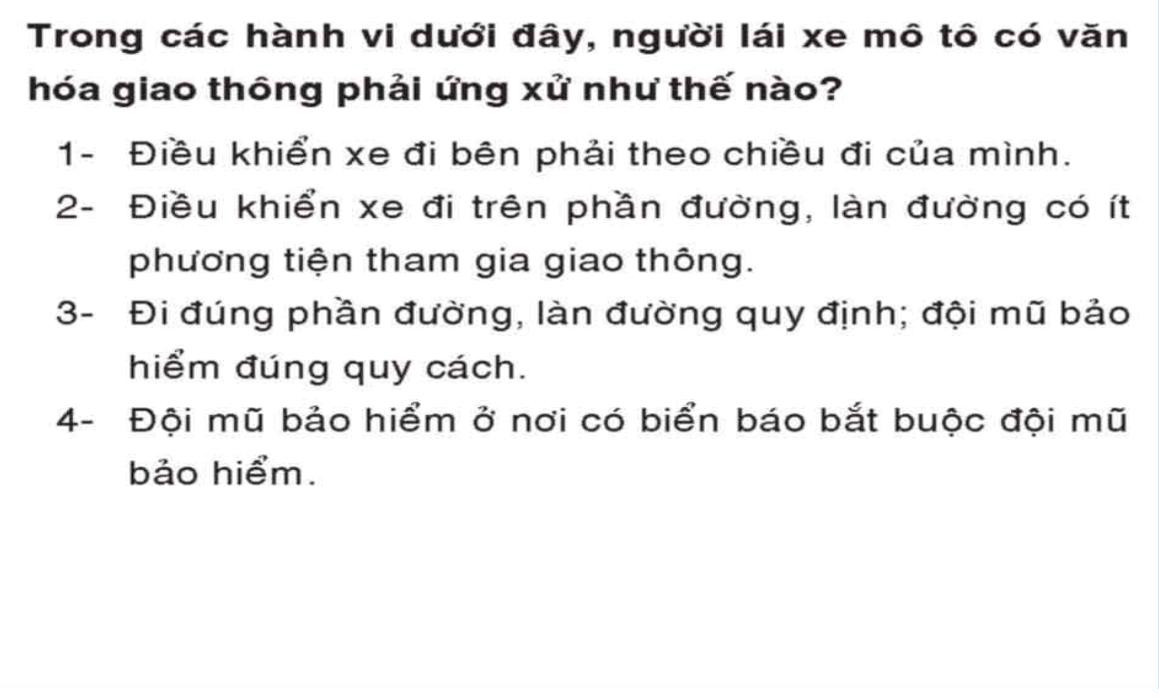 Trong các hành vi dưới đây, người lái xe mô tô có văn
hóa giao thông phải ứng xử như thế nào?
1- Điều khiển xe đi bên phải theo chiều đi của mình.
2- Điều khiển xe đi trên phần đường, làn đường có ít
phương tiện tham gia giao thông.
3- Đi đúng phần đường, làn đường quy định; đội mũ bảo
hiểm đúng quy cách.
4- Đội mũ bảo hiểm ở nơi có biển báo bắt buộc đội mũ
bảo hiểm.